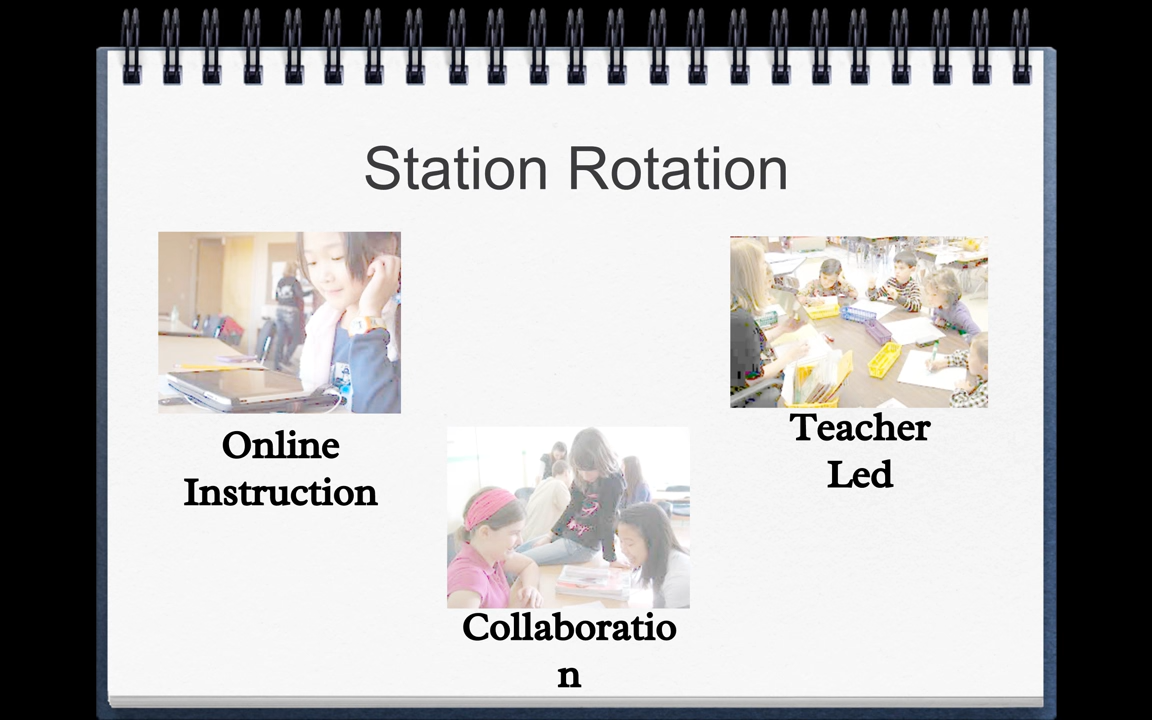 Station Rotation
Online
Instruction
Teacher
Led
Collaboratio
n